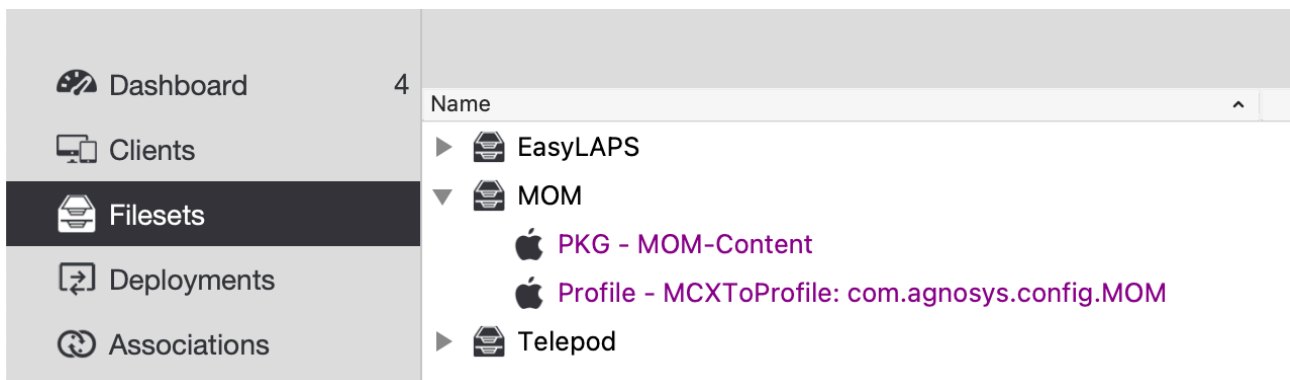 Dashboard 4
Clients
Filesets
Deployments
Associations
Name
EasyLAPS
MOM
PKG - MOM-Content
Profile - MCXToProfile: com.agnosys.config.MOM
Telepod